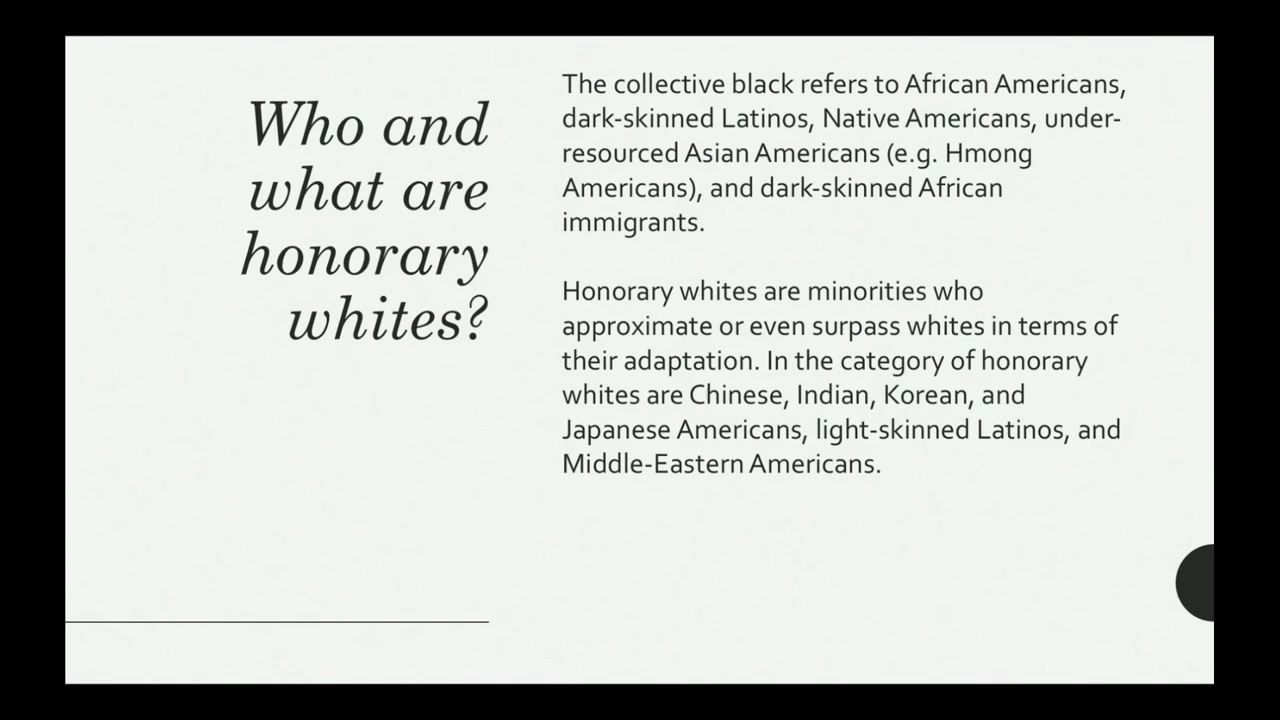 Who and
what are
honorary
whites?
The collective black refers to African Americans,
dark-skinned Latinos, Native Americans, under-
resourced Asian Americans (e.g. Hmong
Americans), and dark-skinned African
immigrants.
Honorary whites are minorities who
approximate or even surpass whites in terms of
their adaptation. In the category of honorary
whites are Chinese, Indian, Korean, and
Japanese Americans, light-skinned Latinos, and
Middle-Eastern Americans.